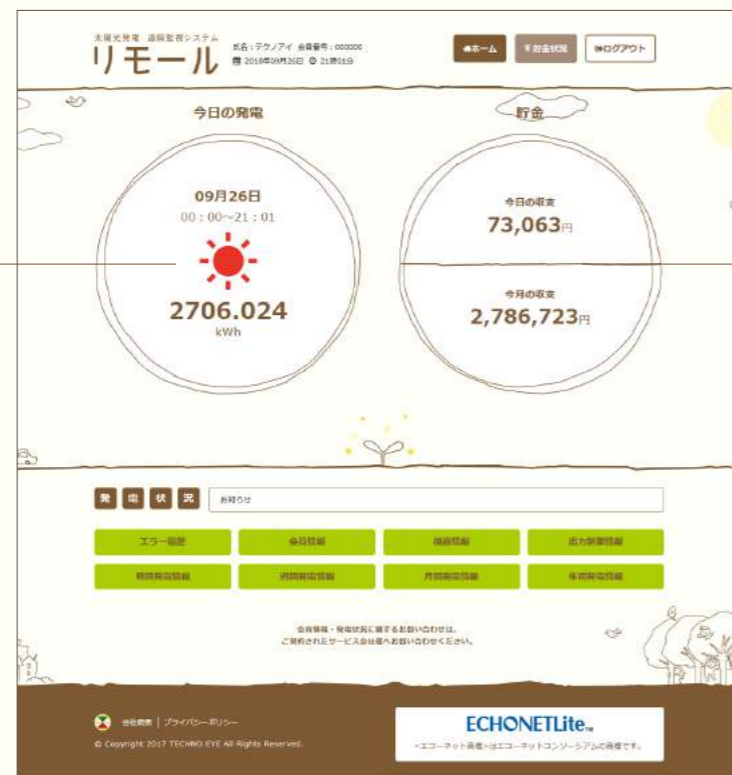 太陽光発電 遠隔監視システム
リモール
氏名：テクノアイ 会員番号：000000
2018年09月26日 21時01分
ホーム
¥ 貯金状況
ログアウト
今日の発電
貯金
09月26日
00：00～21：01
2706.024
kWh
今日の収支
73,063円
今月の収支
2,786,723円
発電状況
お知らせ
エラー履歴
会員情報
機器情報
出力制御情報
時間発電情報
週間発電情報
月間発電情報
年間発電情報
会員情報・発電状況に関するお問い合わせは、
ご契約されたサービス会社様へお問い合わせください。
会社概要 | プライバシーポリシー
© Copyright 2017 TECHNO EYE All Rights Reserved.
ECHONETLite™
<エコーネット商標>はエコーネットコンソーシアムの商標です。